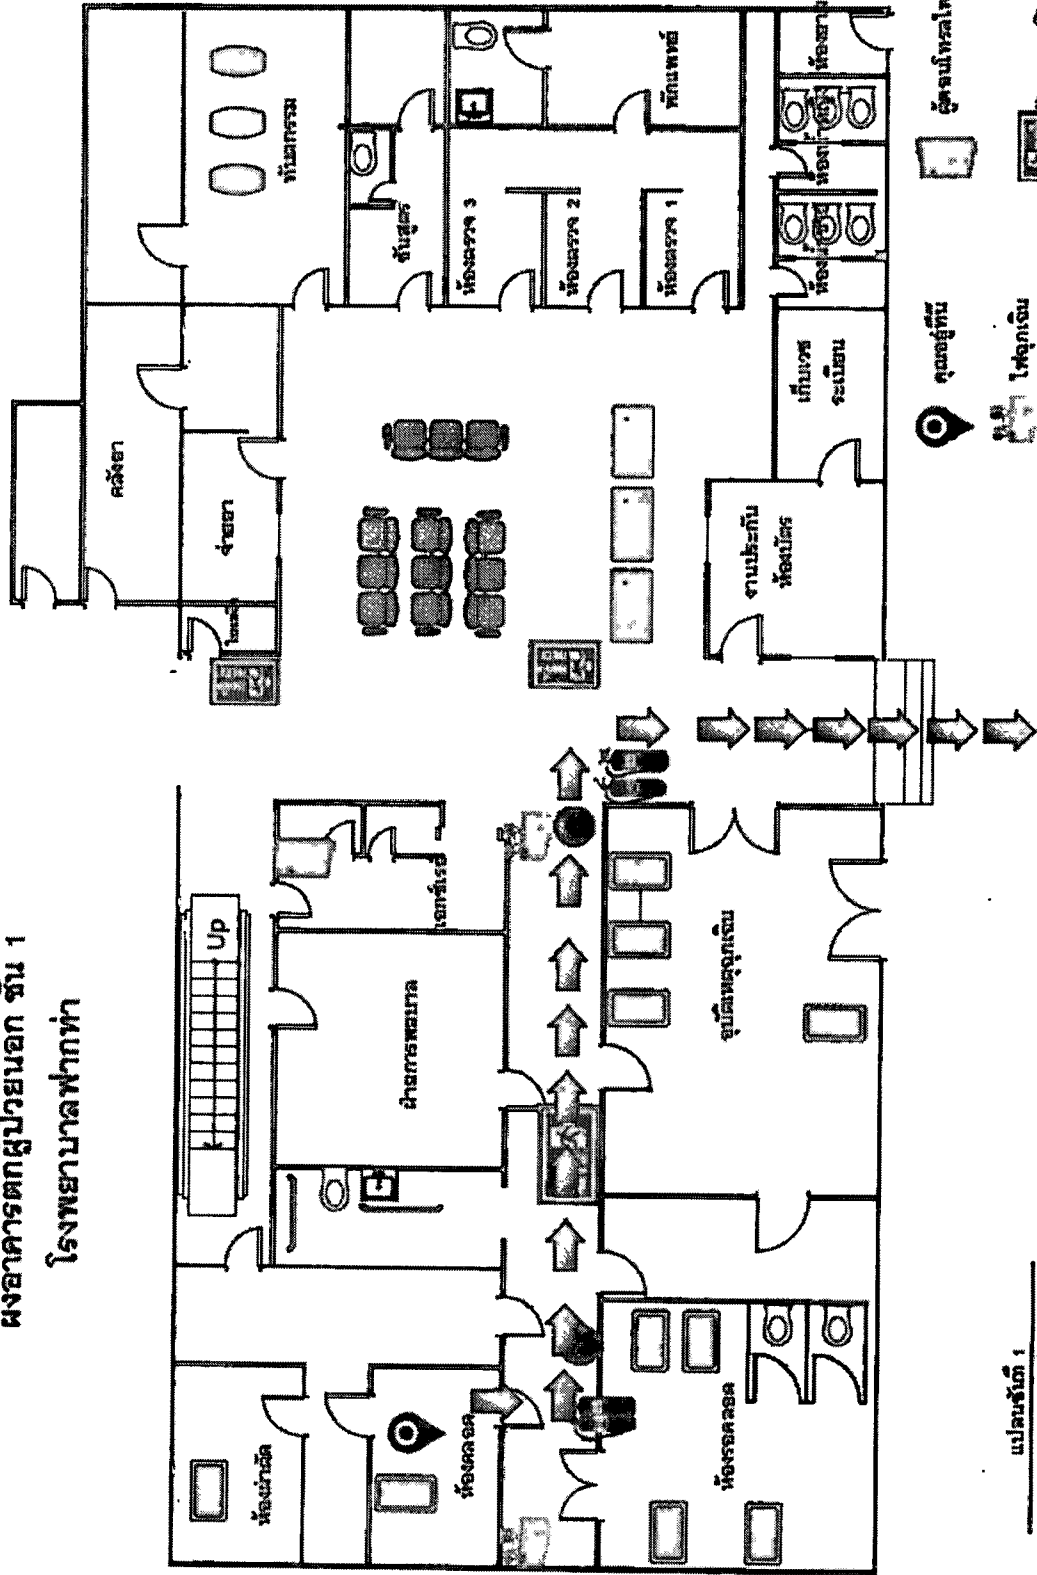 ผังอาคารตึกผู้ป่วยนอก ชั้น 1
โรงพยาบาลฟากท่า
ห้องผ่าตัด
ห้องคลอด
ห้องรอคลอด
ฝ่ายการพยาบาล
Up
เอกซ์เรย์
อุบัติเหตุฉุกเฉิน
คลังยา
จ่ายยา
ทันตกรรม
ชันสูตร
ห้องตรวจ 3
ห้องตรวจ 2
ห้องตรวจ 1
พักแพทย์
งานประกัน
ห้องบัตร
เก็บเวช
ระเบียน
คุณอยู่ที่นี่
ไฟฉุกเฉิน
แปลนชั้นที่ 1